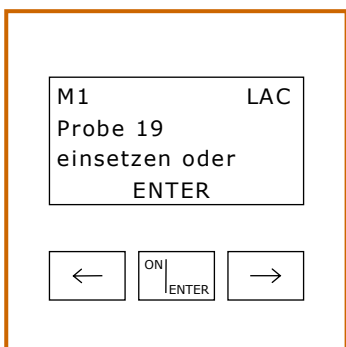 M1 LAC
Probe 19
einsetzen oder
ENTER
← ON ENTER →